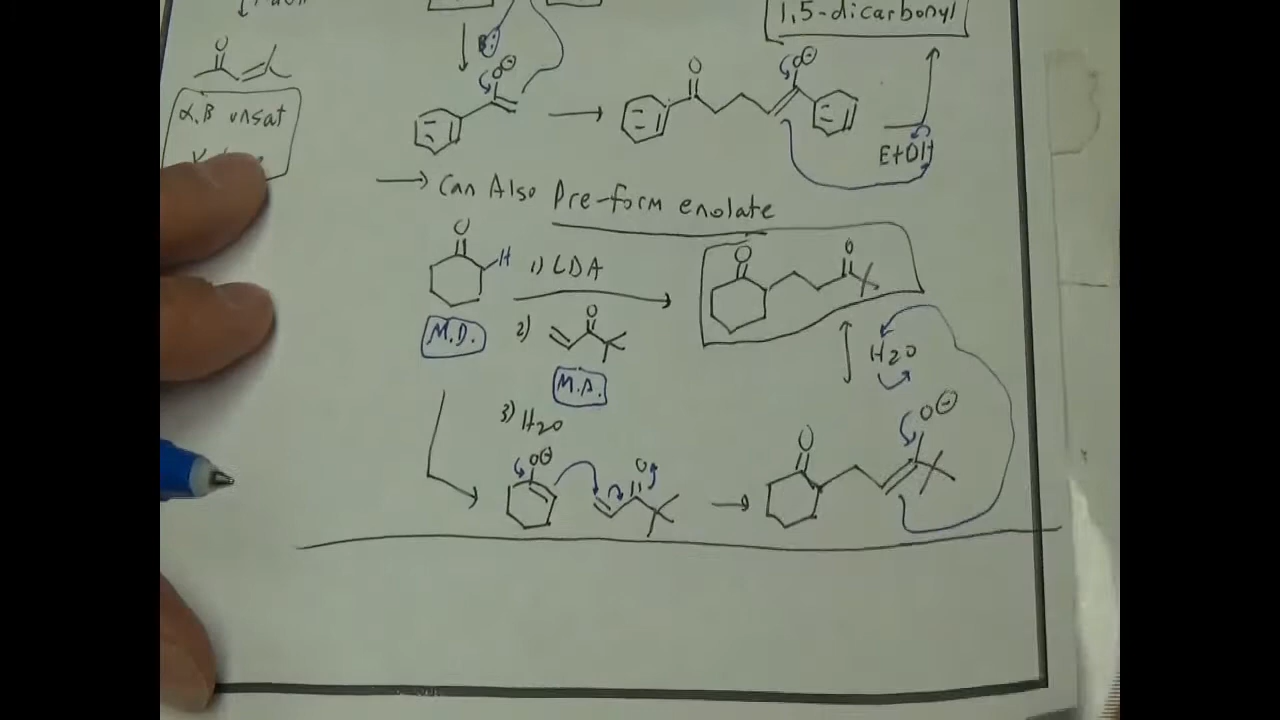 1,5-dicarbonyl
B:
O⊖
O
O⊖
O
α,B unsat
EtOH
→ Can Also Pre-form enolate
O
H
1) LDA
O
O
M.D.
2)
O
M.A.
H2O
3) H2O
O⊖
O
O
O⊖